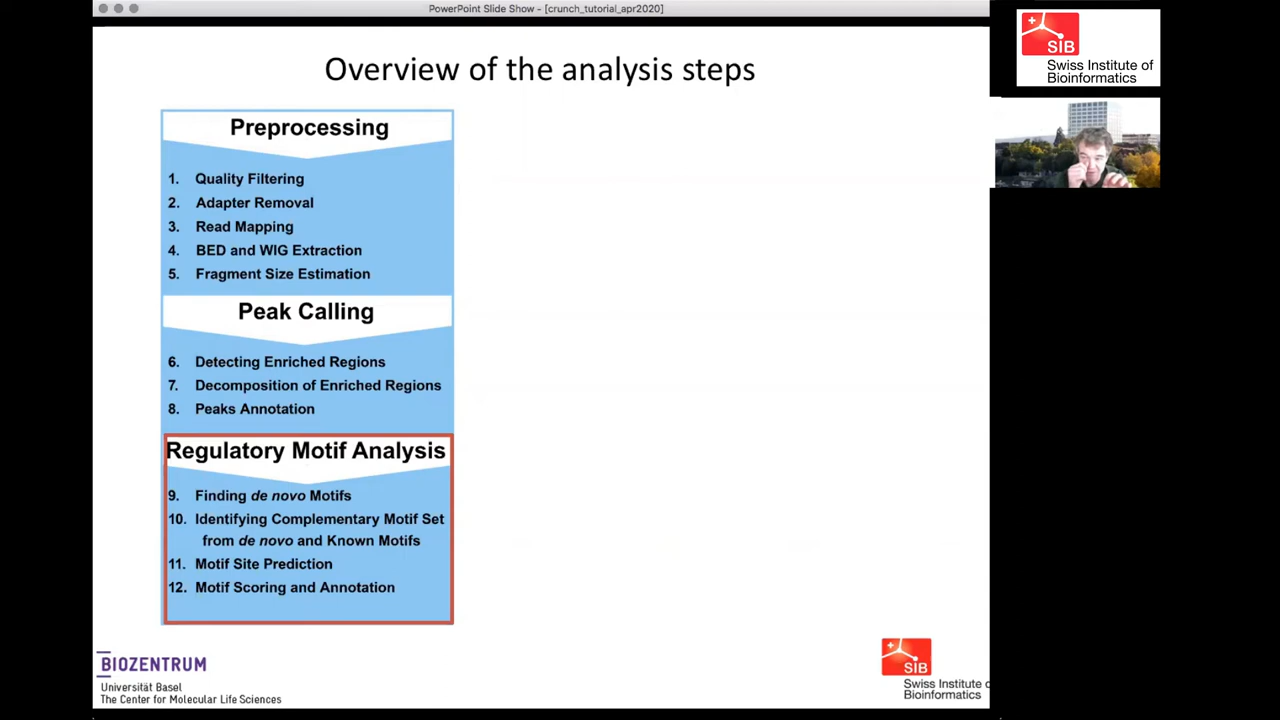 PowerPoint Slide Show - [crunch_tutorial_apr2020]
Overview of the analysis steps
Preprocessing
1. Quality Filtering
2. Adapter Removal
3. Read Mapping
4. BED and WIG Extraction
5. Fragment Size Estimation
Peak Calling
6. Detecting Enriched Regions
7. Decomposition of Enriched Regions
8. Peaks Annotation
Regulatory Motif Analysis
9. Finding de novo Motifs
10. Identifying Complementary Motif Set
from de novo and Known Motifs
11. Motif Site Prediction
12. Motif Scoring and Annotation
BIOZENTRUM
Universität Basel
The Center for Molecular Life Sciences
SIB
Swiss Institute o
Bioinformatics
SIB
Swiss Institute of
Bioinformatics